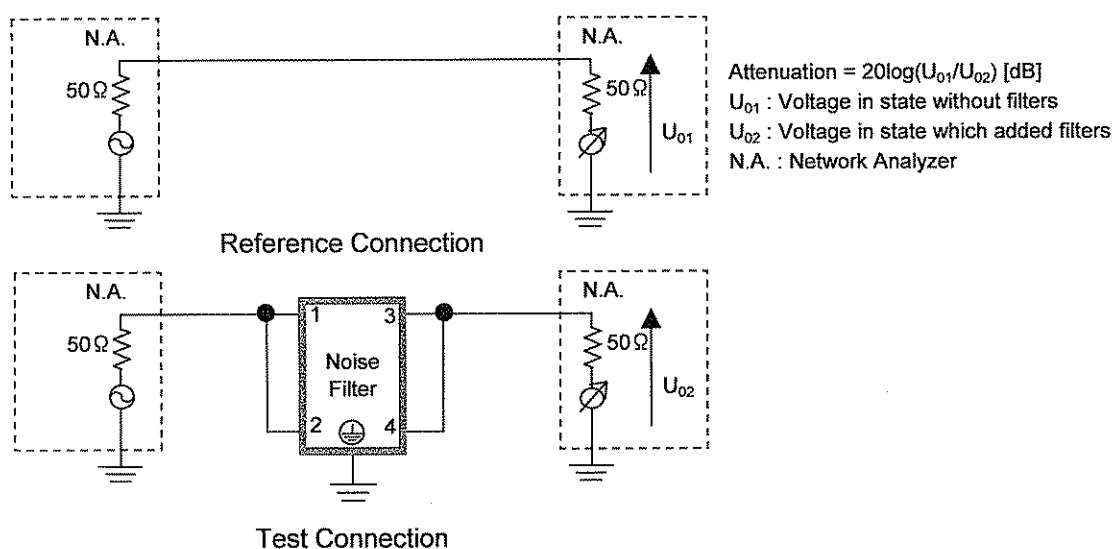 N.A.
50Ω
N.A.
50Ω
U01
Attenuation = 20log(U01/U02) [dB]
U01 : Voltage in state without filters
U02 : Voltage in state which added filters
N.A. : Network Analyzer
Reference Connection
N.A.
50Ω
1
3
Noise
Filter
2
4
N.A.
50Ω
U02
Test Connection